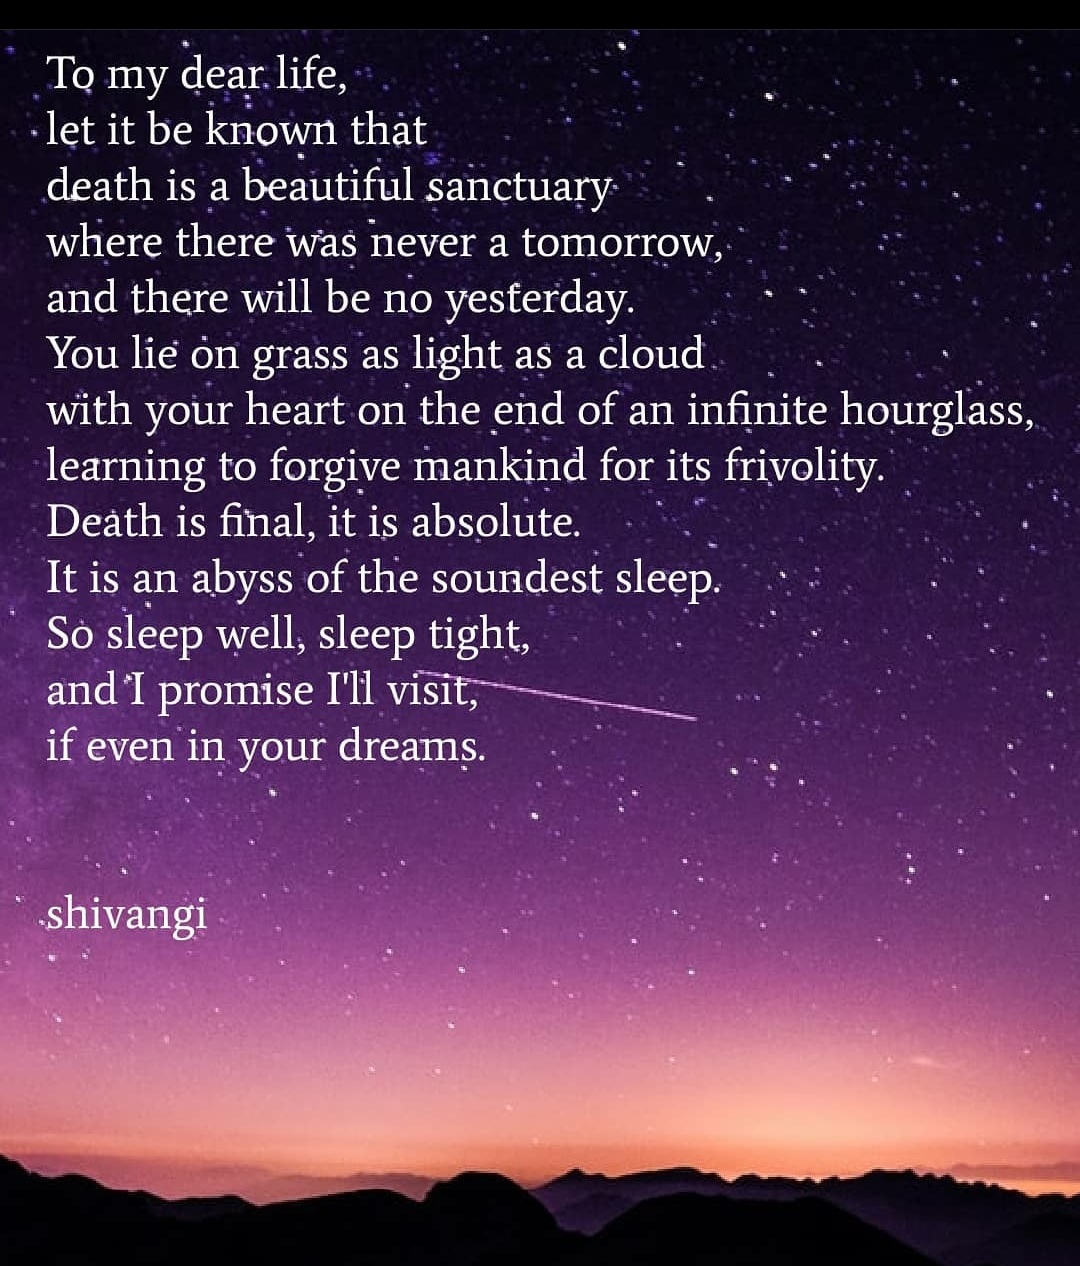 To my dear life,
let it be known that
death is a beautiful sanctuary
where there was never a tomorrow,
and there will be no yesterday.
You lie on grass as light as a cloud
with your heart on the end of an infinite hourglass,
learning to forgive mankind for its frivolity.
Death is final, it is absolute.
It is an abyss of the soundest sleep.
So sleep well, sleep tight,
and I promise I'll visit,
if even in your dreams.
shivangi